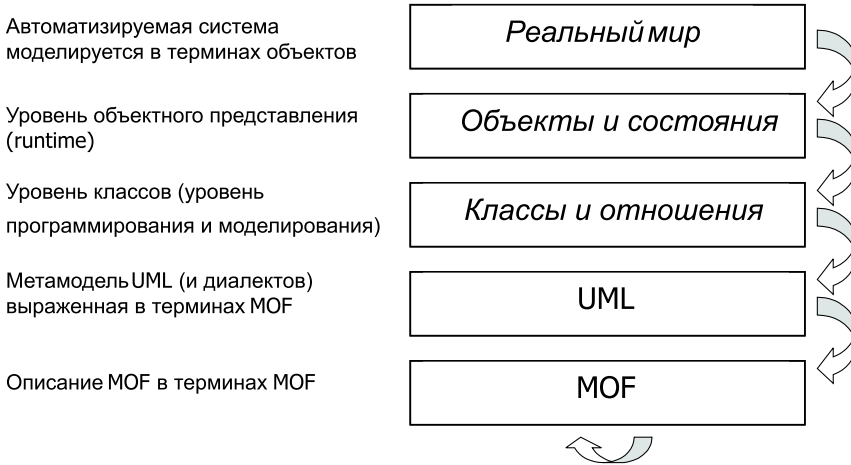 Автоматизируемая система
моделируется в терминах объектов
Реальный мир
Уровень объектного представления
(runtime)
Объекты и состояния
Уровень классов (уровень
программирования и моделирования)
Классы и отношения
Метамодель UML (и диалектов)
выраженная в терминах MOF
UML
Описание MOF в терминах MOF
MOF